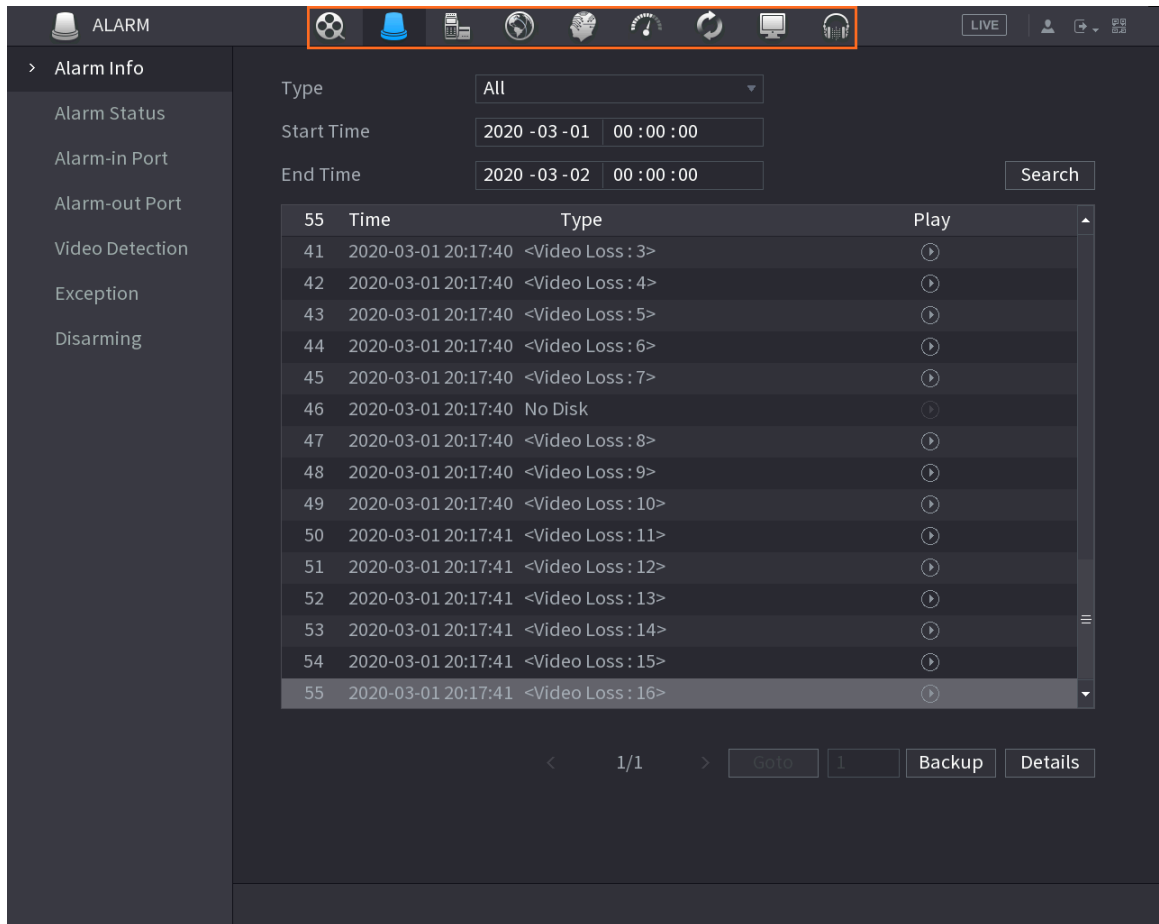 ALARM LIVE
Alarm Info
Alarm Status
Alarm-in Port
Alarm-out Port
Video Detection
Exception
Disarming
Type All
Start Time 2020 -03 -01 00 : 00 : 00
End Time 2020 -03 -02 00 : 00 : 00 Search
55 Time Type Play
41 2020-03-01 20:17:40 <Video Loss : 3>
42 2020-03-01 20:17:40 <Video Loss : 4>
43 2020-03-01 20:17:40 <Video Loss : 5>
44 2020-03-01 20:17:40 <Video Loss : 6>
45 2020-03-01 20:17:40 <Video Loss : 7>
46 2020-03-01 20:17:40 No Disk
47 2020-03-01 20:17:40 <Video Loss : 8>
48 2020-03-01 20:17:40 <Video Loss : 9>
49 2020-03-01 20:17:40 <Video Loss : 10>
50 2020-03-01 20:17:41 <Video Loss : 11>
51 2020-03-01 20:17:41 <Video Loss : 12>
52 2020-03-01 20:17:41 <Video Loss : 13>
53 2020-03-01 20:17:41 <Video Loss : 14>
54 2020-03-01 20:17:41 <Video Loss : 15>
55 2020-03-01 20:17:41 <Video Loss : 16>
< 1/1 > Goto 1 Backup Details